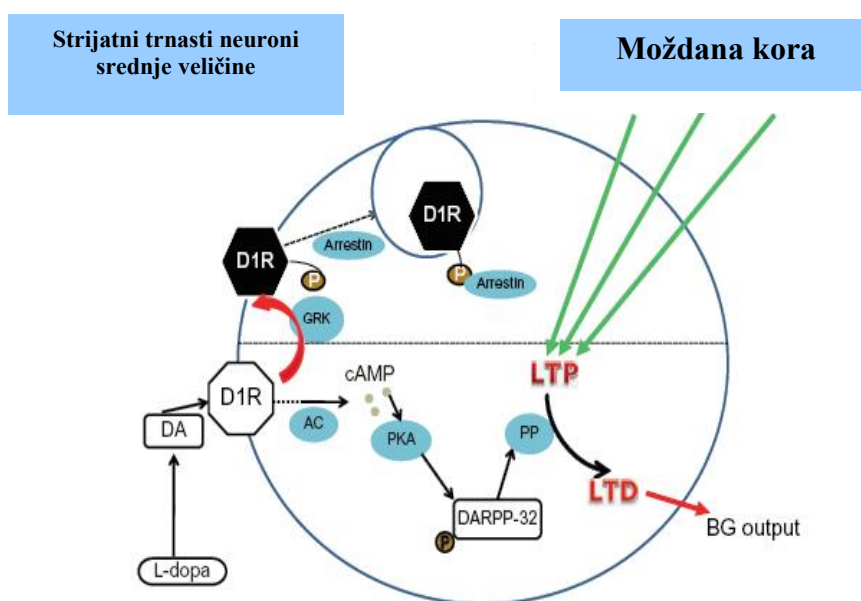 Strijatni trnasti neuroni
srednje veličine
Moždana kora
D1R
D1R
Arrestin
P
P
Arrestin
GRK
LTP
cAMP
D1R
AC
DA
PKA
PP
LTD
DARPP-32
BG output
P
L-dopa